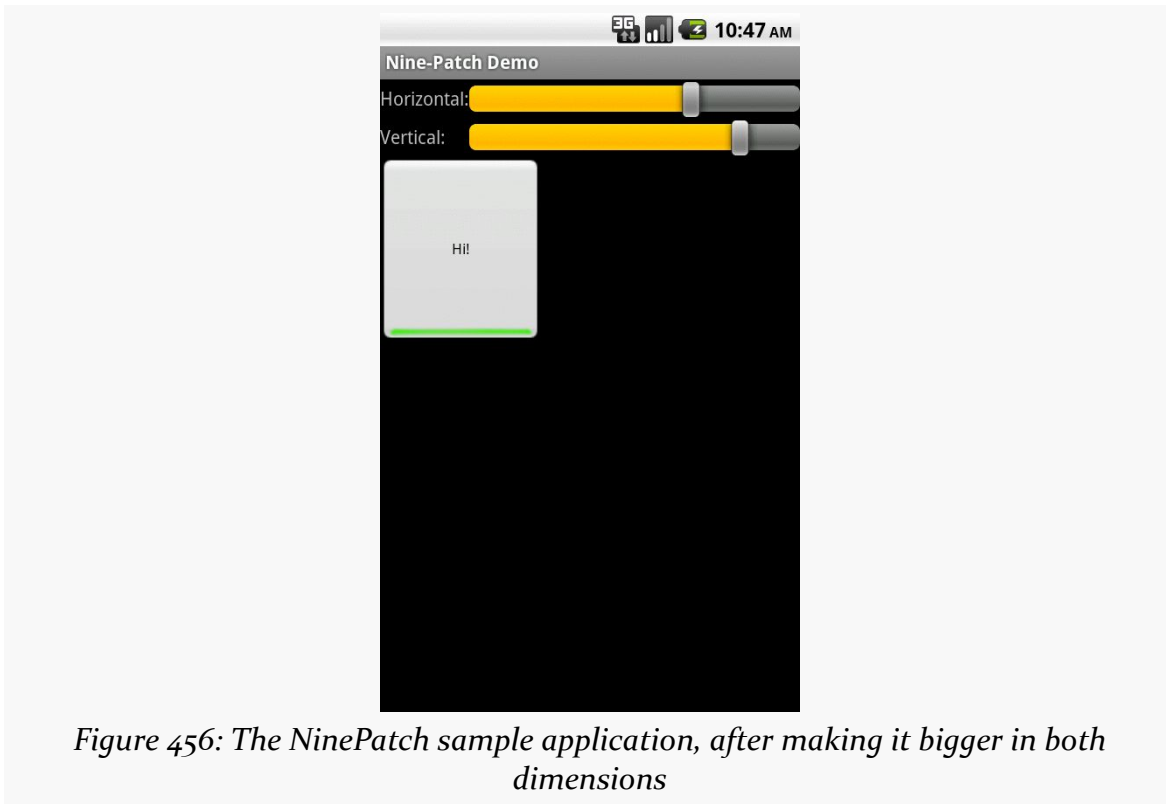 3G 10:47 AM
Nine-Patch Demo
Horizontal:
Vertical:
Hi!
Figure 456: The NinePatch sample application, after making it bigger in both
dimensions